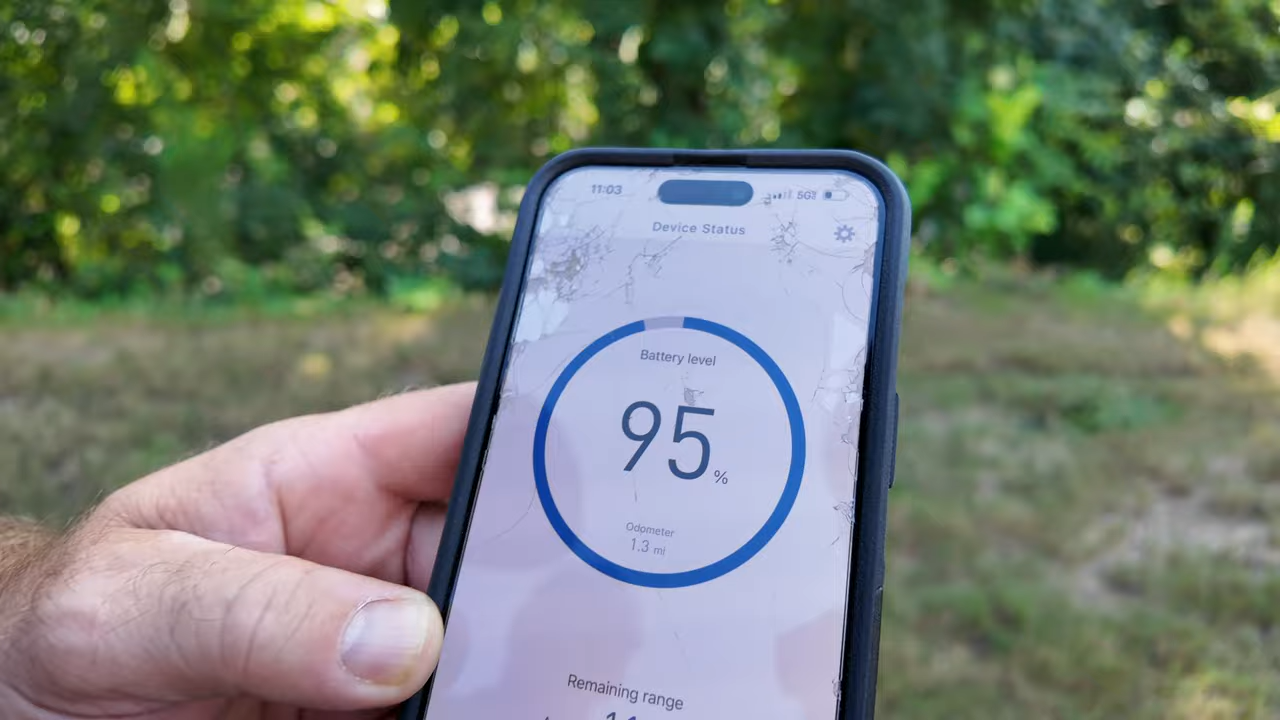 11:03 5G
Device Status
Battery level
95%
Odometer
1.3 mi
Remaining range